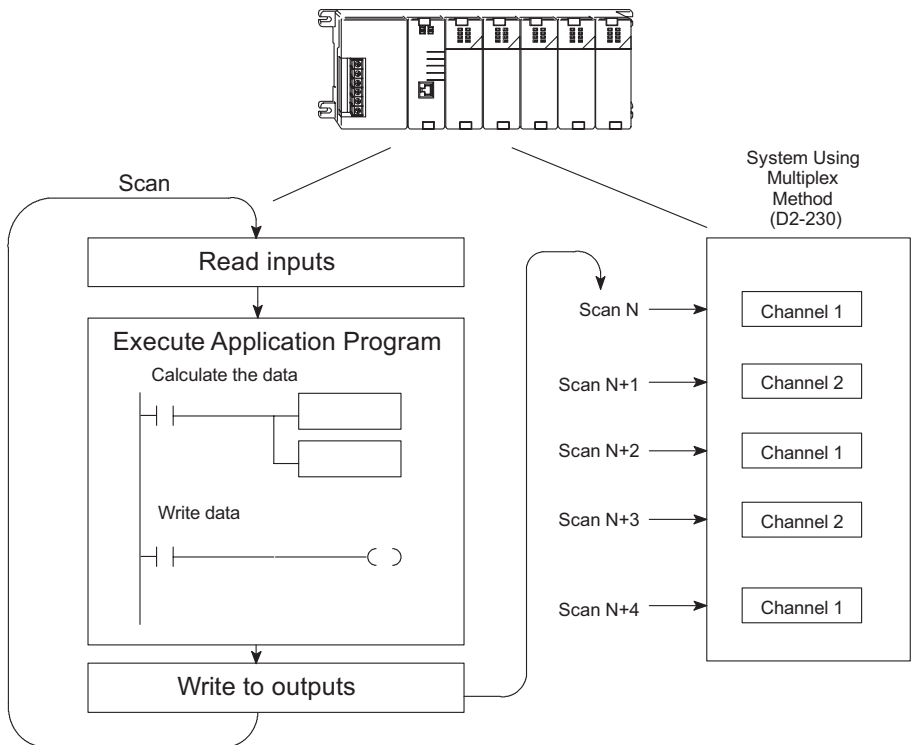 System Using
Multiplex
Method
(D2-230)
Scan
Read inputs
Execute Application Program
Calculate the data
Write data
Write to outputs
Scan N
Channel 1
Scan N+1
Channel 2
Scan N+2
Channel 1
Scan N+3
Channel 2
Scan N+4
Channel 1